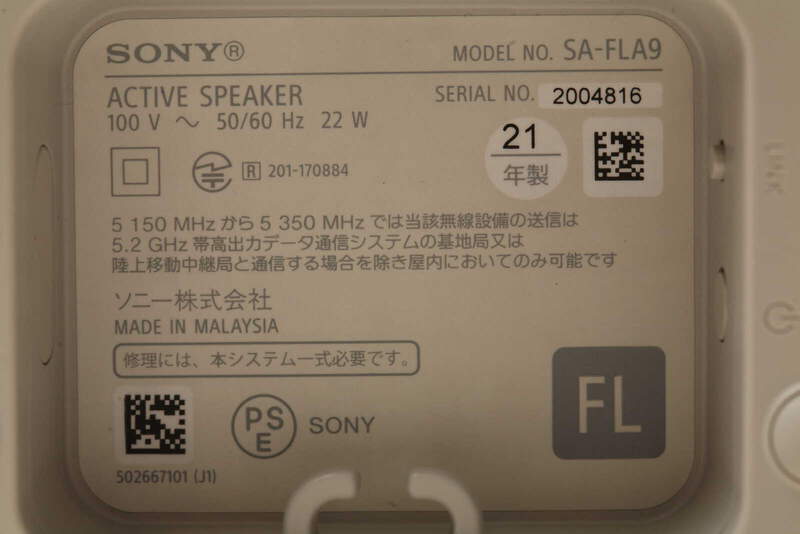 SONY®
MODEL NO. SA-FLA9
ACTIVE SPEAKER
SERIAL NO. 2004816
100 V ～ 50/60 Hz 22 W
21
年製
R 201-170884
5 150 MHz から 5 350 MHz では当該無線設備の送信は
5.2 GHz 帯高出力データ通信システムの基地局又は
陸上移動中継局と通信する場合を除き屋内においてのみ可能です
ソニー株式会社
MADE IN MALAYSIA
修理には、本システム一式必要です。
FL
PS
E
SONY
502667101 (J1)
LINK